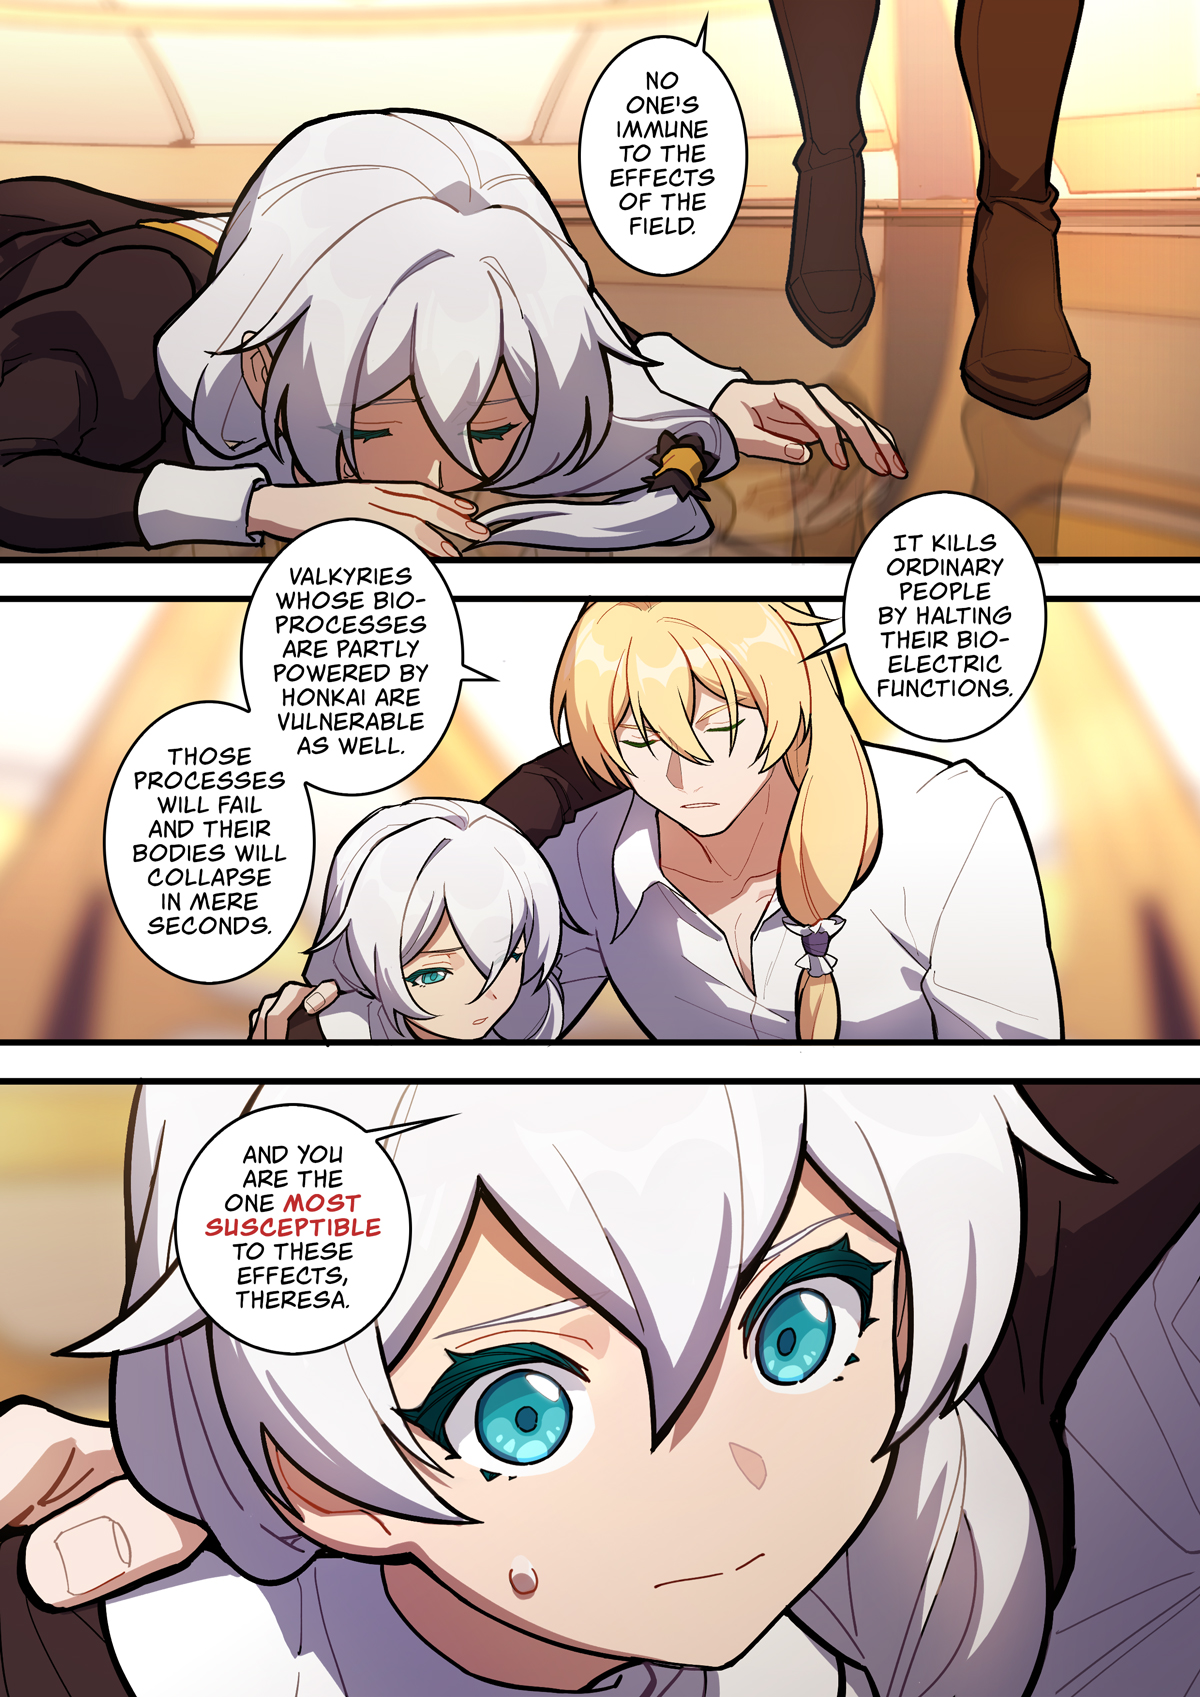 NO
ONE'S
IMMUNE
TO THE
EFFECTS
OF THE
FIELD.
IT KILLS
ORDINARY
PEOPLE
BY HALTING
THEIR BIO-
ELECTRIC
FUNCTIONS.
VALKYRIES
WHOSE BIO-
PROCESSES
ARE PARTLY
POWERED BY
HONKAI ARE
VULNERABLE
AS WELL.
THOSE
PROCESSES
WILL FAIL
AND THEIR
BODIES WILL
COLLAPSE
IN MERE
SECONDS.
AND YOU
ARE THE
ONE MOST
SUSCEPTIBLE
TO THESE
EFFECTS,
THERESA.